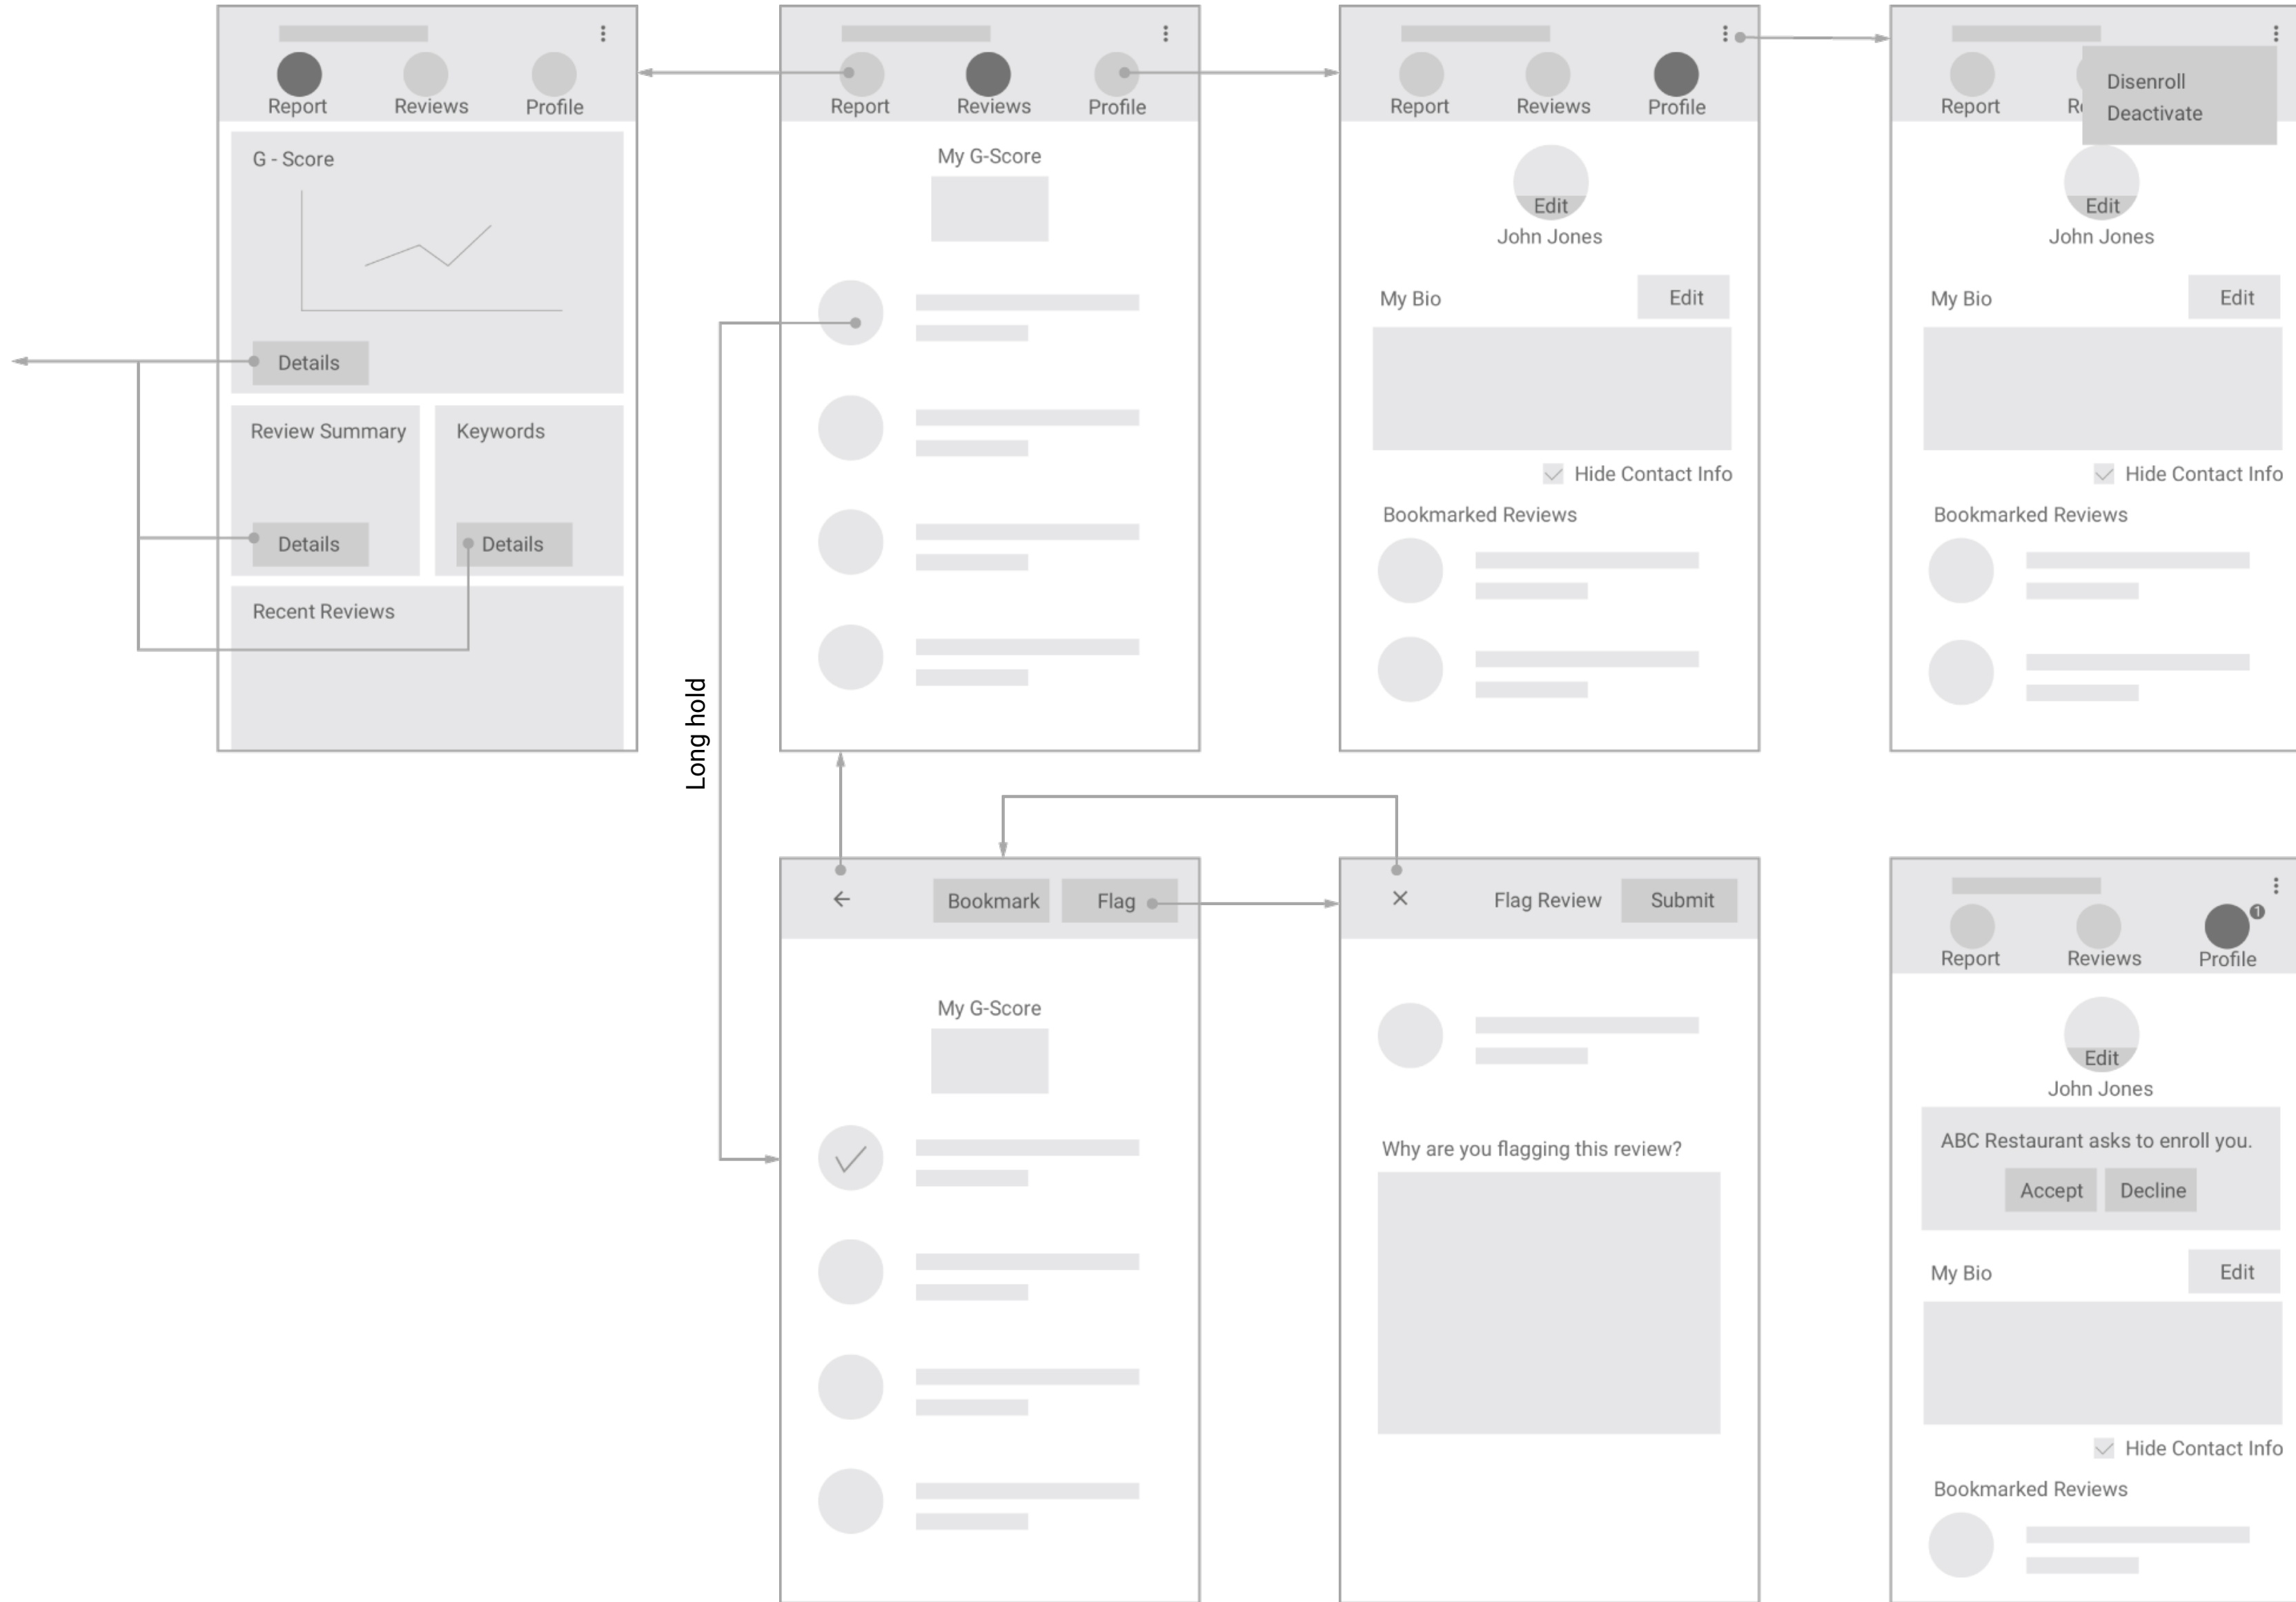 Report Reviews Profile
G - Score
Details
Review Summary Keywords
Details Details
Recent Reviews
Report Reviews Profile
My G-Score
Long hold
Report Reviews Profile
Edit
John Jones
My Bio Edit
Hide Contact Info
Bookmarked Reviews
Disenroll
Deactivate
Report Re
Edit
John Jones
My Bio Edit
Hide Contact Info
Bookmarked Reviews
Bookmark Flag
My G-Score
Flag Review Submit
Why are you flagging this review?
1
Report Reviews Profile
Edit
John Jones
ABC Restaurant asks to enroll you.
Accept Decline
My Bio Edit
Hide Contact Info
Bookmarked Reviews